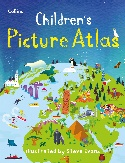 Collins
Children's
Picture Atlas
Illustrated by Steve Evans